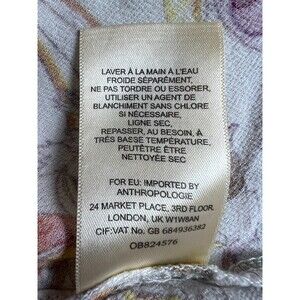 LAVER À LA MAIN À L'EAU
FROIDE SÉPARÉMENT,
NE PAS TORDRE OU ESSORER,
UTILISER UN AGENT DE
BLANCHIMENT SANS CHLORE
SI NÉCESSAIRE,
LIGNE SEC,
REPASSER, AU BESOIN, À
TRÈS BASSE TEMPÉRATURE,
PEUTÊTRE ÊTRE
NETTOYÉE SEC
FOR EU: IMPORTED BY
ANTHROPOLOGIE
24 MARKET PLACE, 3RD FLOOR,
LONDON, UK W1W8AN
CIF:VAT No. GB 684936382
OB824576